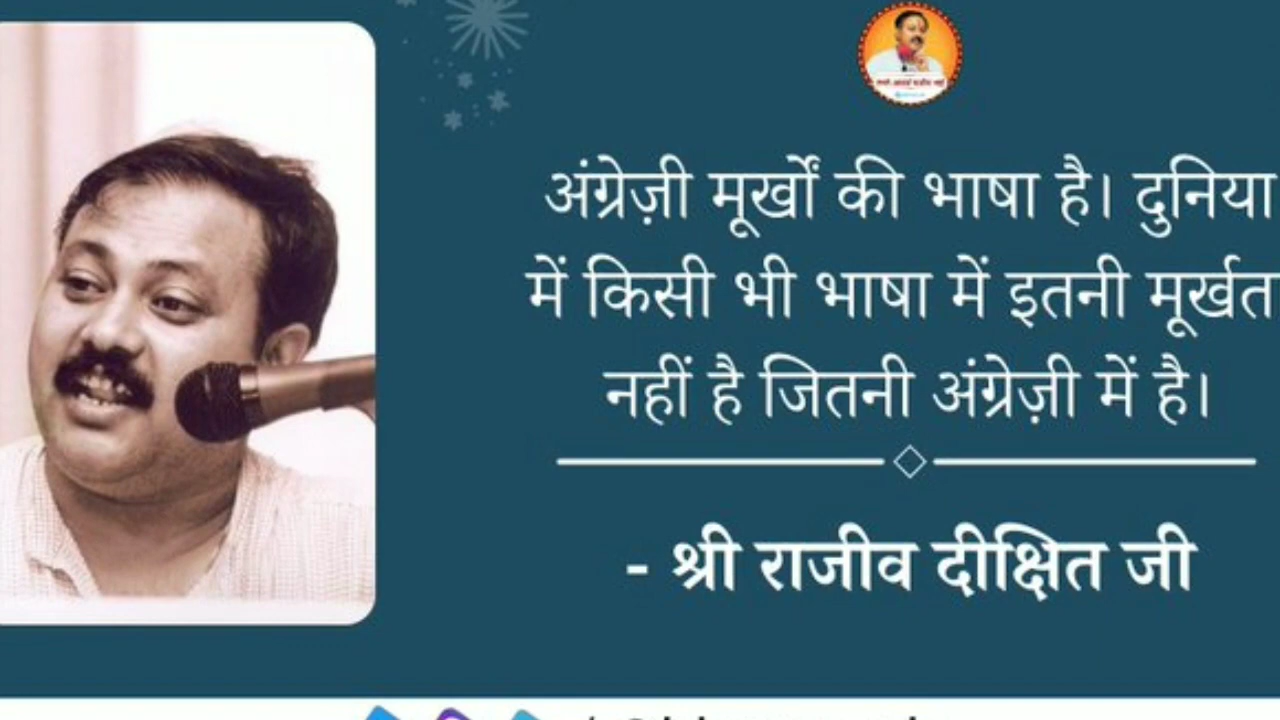 अंग्रेज़ी मूर्खों की भाषा है। दुनिया
में किसी भी भाषा में इतनी मूर्खत
नहीं है जितनी अंग्रेज़ी में है।
- श्री राजीव दीक्षित जी